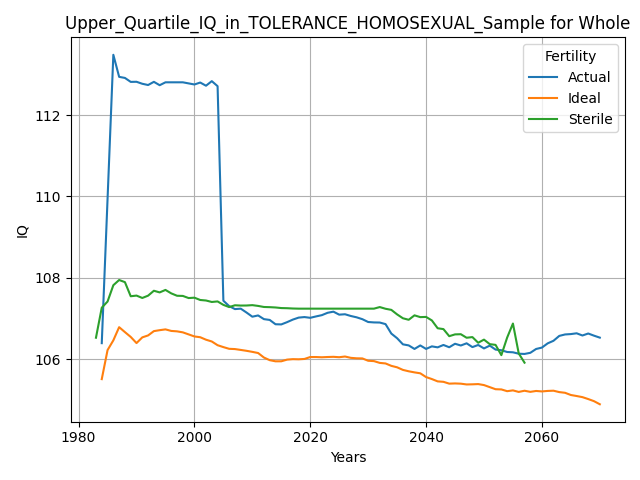 Upper_Quartile_IQ_in_TOLERANCE_HOMOSEXUAL_Sample for Whole
Fertility
Actual
Ideal
Sterile
IQ
112
110
108
106
1980
2000
2020
2040
2060
Years